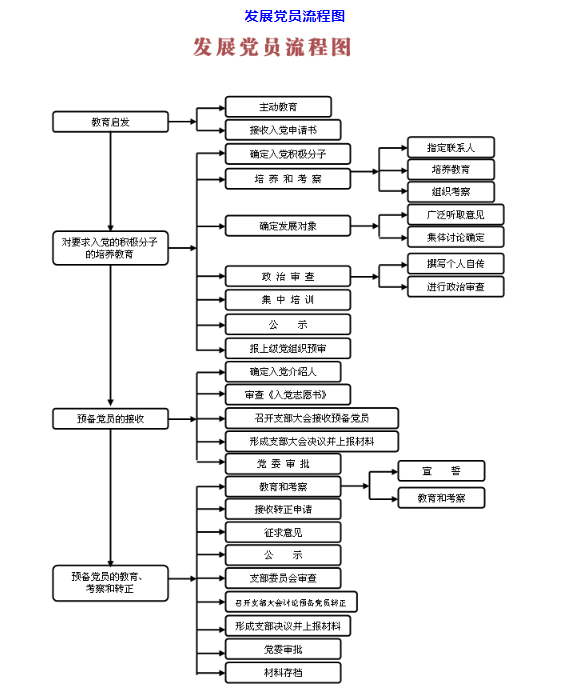 发展党员流程图
发展党员流程图
教育启发
主动教育
接收入党申请书
对要求入党的积极分子
的培养教育
确定入党积极分子
培 养 和 考 察
指定联系人
培养教育
组织考察
确定发展对象
广泛听取意见
集体讨论确定
政 治 审 查
撰写个人自传
进行政治审查
集 中 培 训
公 示
报上级党组织预审
预备党员的接收
确定入党介绍人
审查《入党志愿书》
召开支部大会接收预备党员
形成支部大会决议并上报材料
党 委 审 批
预备党员的教育、
考察和转正
教育和考察
宣 誓
教育和考察
接收转正申请
征求意见
公 示
支部委员会审查
召开支部大会讨论预备党员转正
形成支部决议并上报材料
党委审批
材料存档